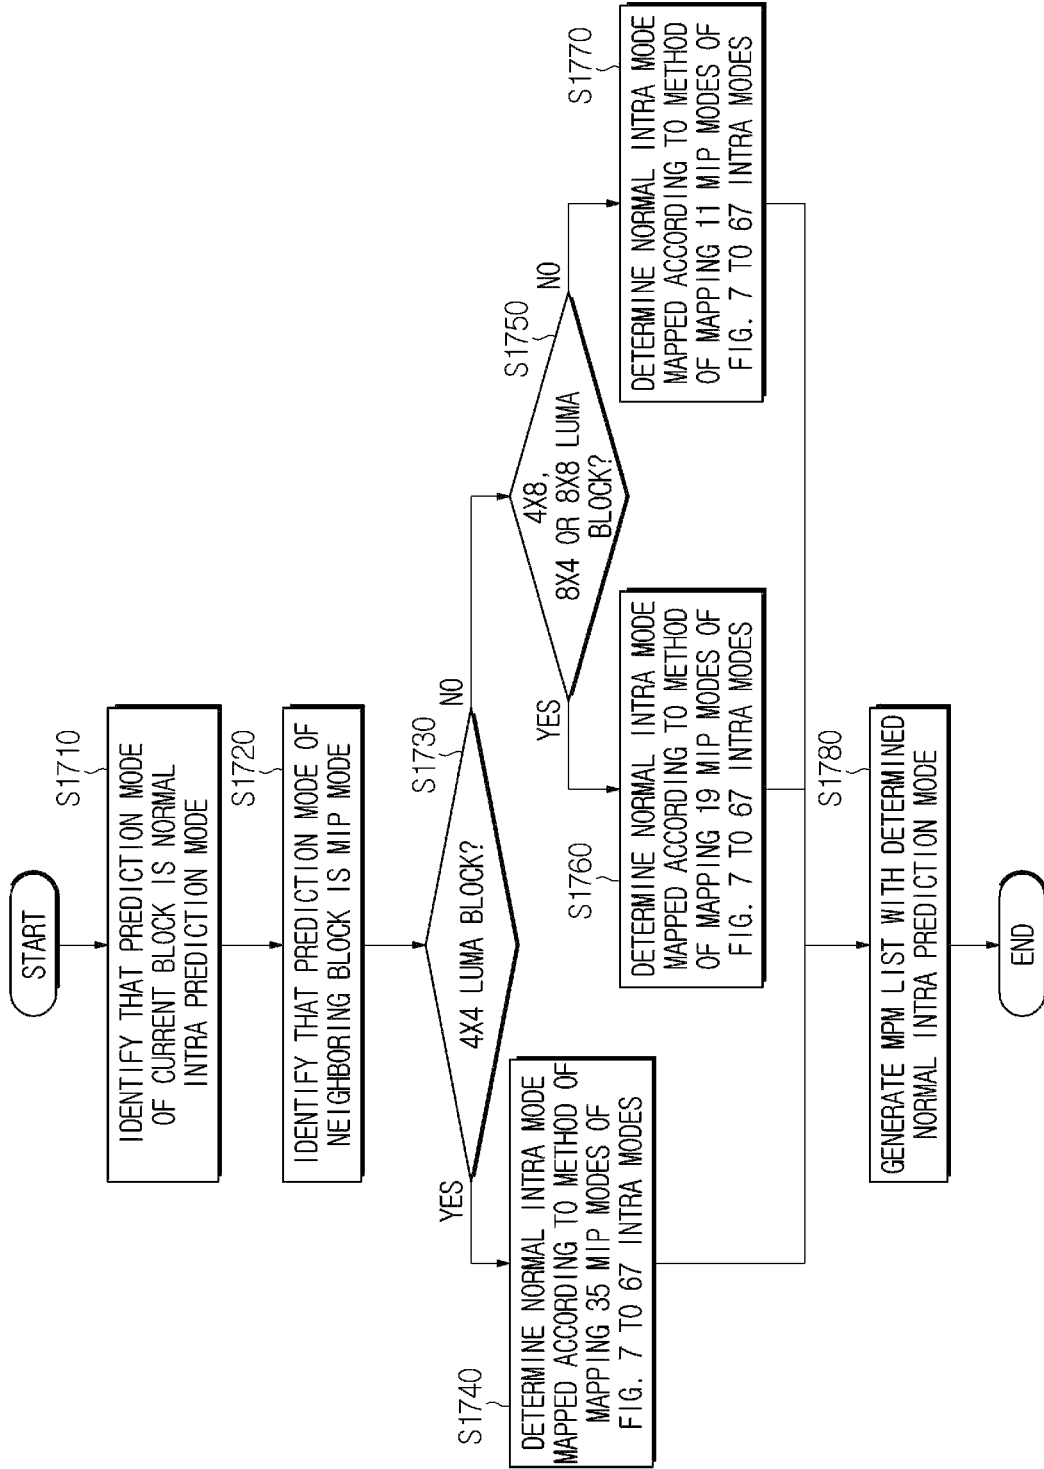 START
S1710
IDENTIFY THAT PREDICTION MODE
OF CURRENT BLOCK IS NORMAL
INTRA PREDICTION MODE
S1720
IDENTIFY THAT PREDICTION MODE OF
NEIGHBORING BLOCK IS MIP MODE
S1730
4X4 LUMA BLOCK?
YES
NO
S1740
DETERMINE NORMAL INTRA MODE
MAPPED ACCORDING TO METHOD OF
MAPPING 35 MIP MODES OF
FIG. 7 TO 67 INTRA MODES
S1750
4X8,
8X4 OR 8X8 LUMA
BLOCK?
YES
NO
S1760
DETERMINE NORMAL INTRA MODE
MAPPED ACCORDING TO METHOD
OF MAPPING 19 MIP MODES OF
FIG. 7 TO 67 INTRA MODES
S1770
DETERMINE NORMAL INTRA MODE
MAPPED ACCORDING TO METHOD
OF MAPPING 11 MIP MODES OF
FIG. 7 TO 67 INTRA MODES
S1780
GENERATE MPM LIST WITH DETERMINED
NORMAL INTRA PREDICTION MODE
END